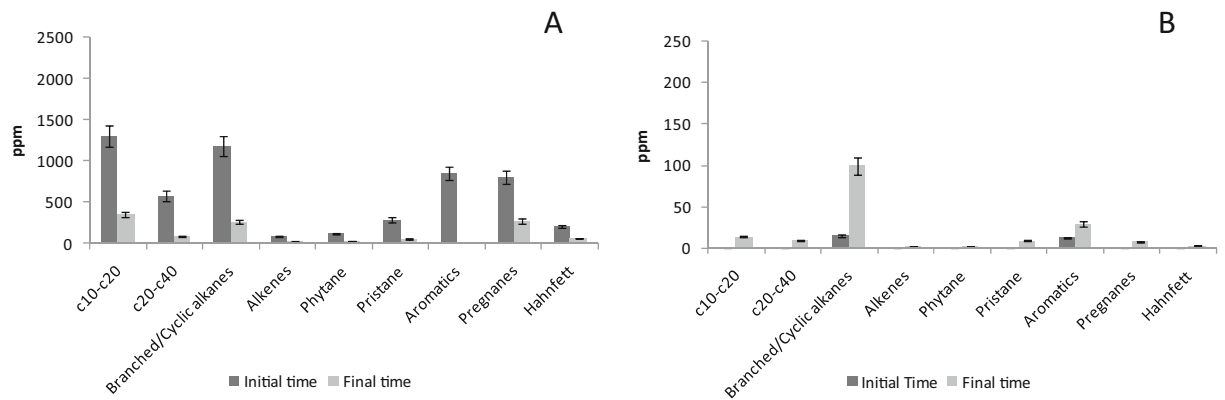 A
2500
2000
1500
1000
500
0
ppm
c10-c20
c20-c40
Branched/Cyclic alkanes
Alkenes
Phytane
Pristane
Aromatics
Pregnanes
Hahnfett
Initial time Final time
B
250
200
150
100
50
0
ppm
c10-c20
c20-c40
Branched/Cyclic alkanes
Alkenes
Phytane
Pristane
Aromatics
Pregnanes
Hahnfett
Initial Time Final time